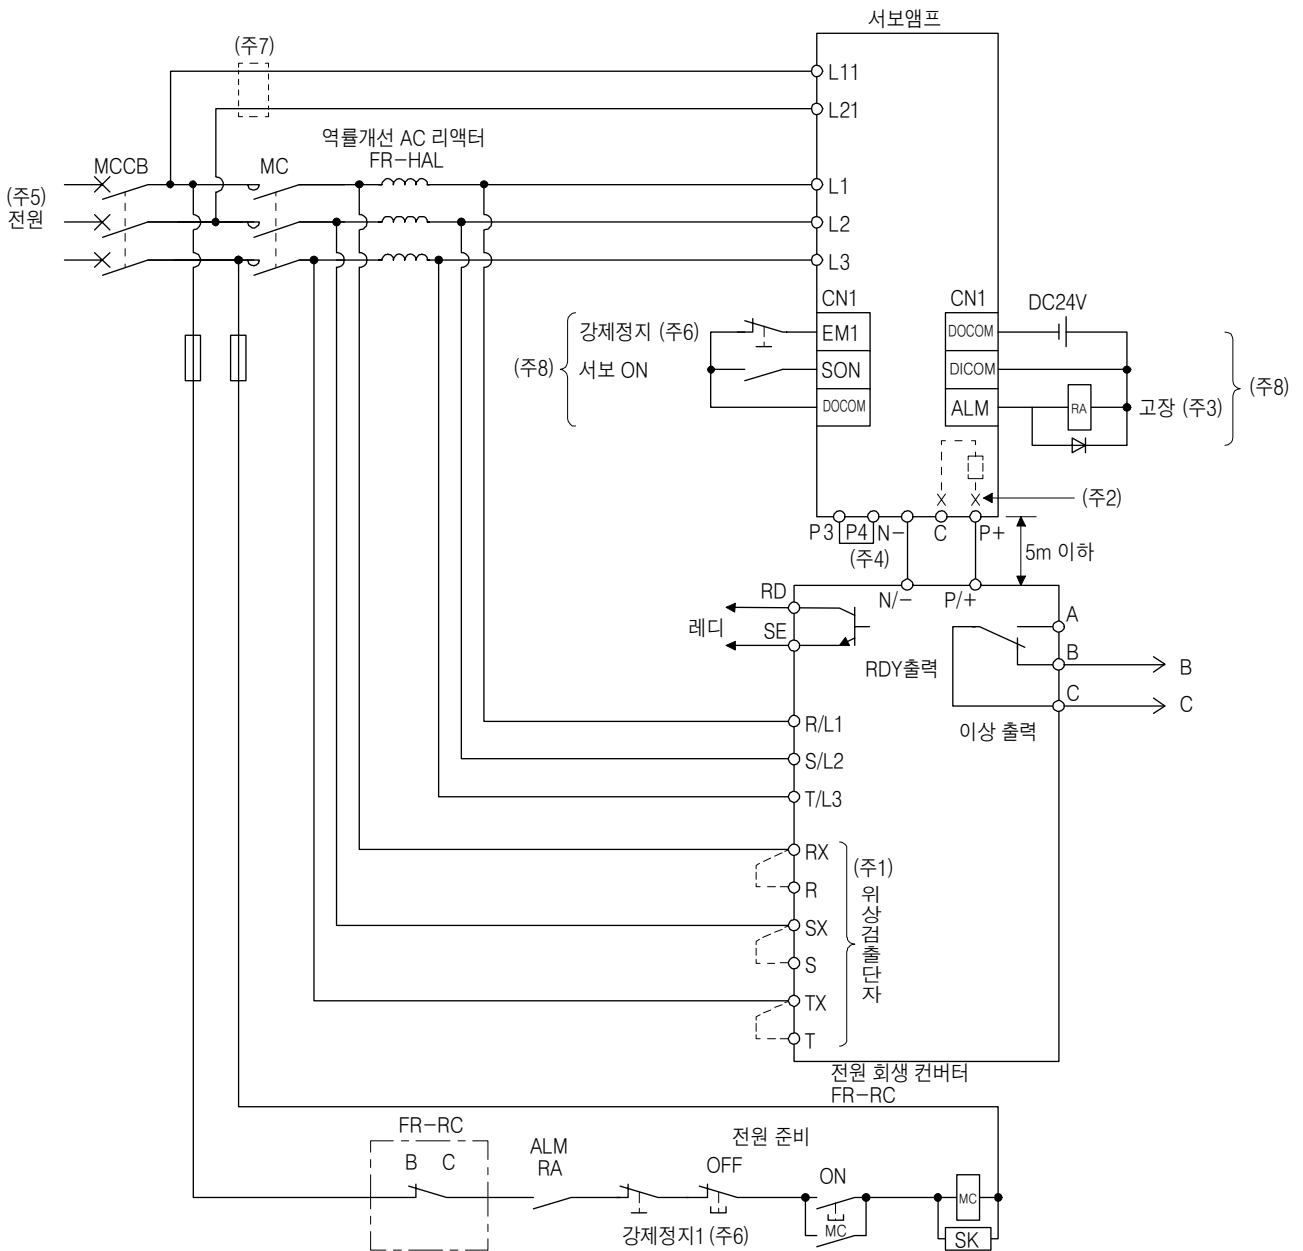 서보앰프
(주7)
L11
L21
역률개선 AC 리액터
FR-HAL
MCCB
MC
(주5)
전원
L1
L2
L3
CN1
CN1
DC24V
강제정지 (주6)
EM1
DOCOM
(주8)
서보 ON
SON
DICOM
(주8)
DOCOM
ALM
RA
고장 (주3)
(주2)
P3
P4
N-
C
P+
(주4)
5m 이하
RD
N/-
P/+
레디
SE
A
RDY출력
B
B
C
C
R/L1
이상 출력
S/L2
T/L3
RX
(주1)
R
위상검출단자
SX
S
TX
T
전원 회생 컨버터
FR-RC
FR-RC
전원 준비
B C
ALM
RA
OFF
ON
MC
MC
강제정지1 (주6)
SK